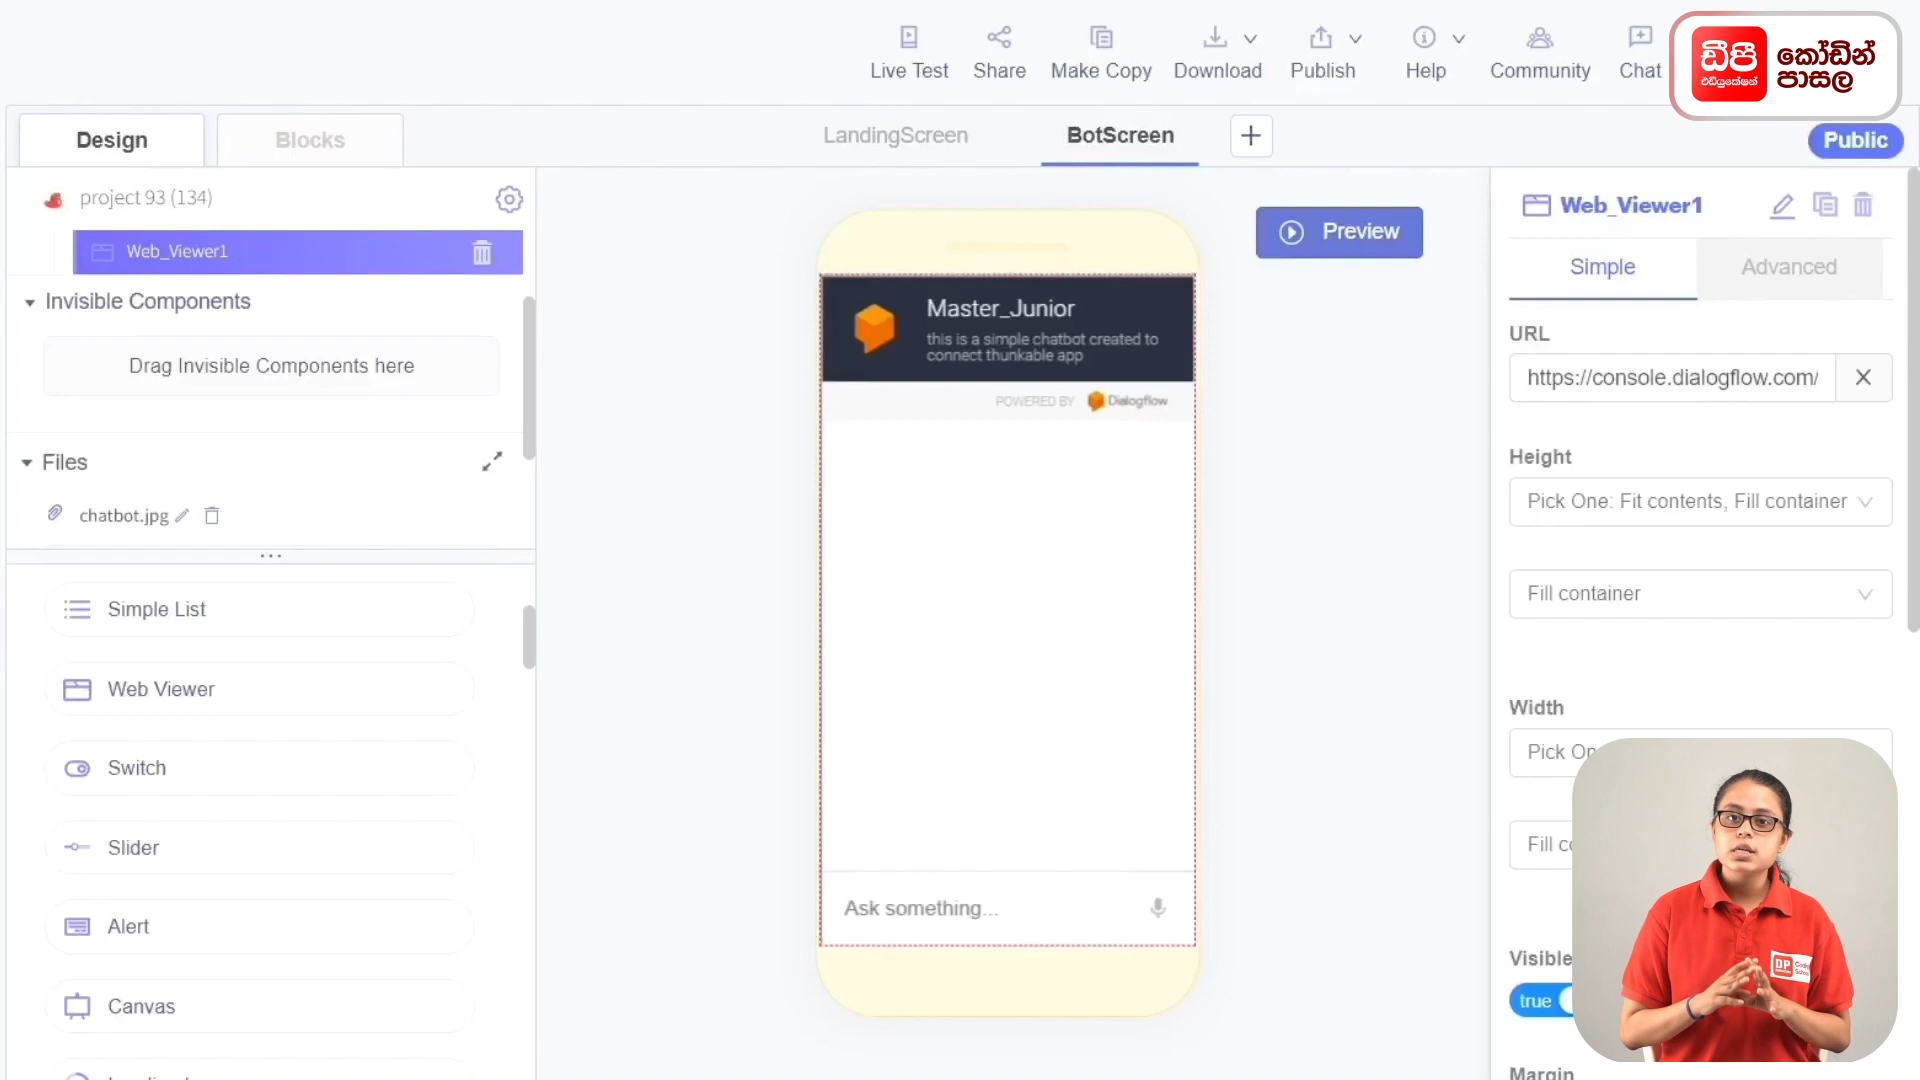 Live Test
Share
Make Copy
Download
Publish
Help
Community
Chat
ඩීපී
එඩියුකේෂන්
කෝඩින්
පාසල
Design
Blocks
LandingScreen
BotScreen
Public
project 93 (134)
Web_Viewer1
Invisible Components
Drag Invisible Components here
Files
chatbot.jpg
Simple List
Web Viewer
Switch
Slider
Alert
Canvas
Preview
Master_Junior
this is a simple chatbot created to
connect thunkable app
POWERED BY Dialogflow
Ask something...
Web_Viewer1
Simple
Advanced
URL
https://console.dialogflow.com/
Height
Pick One: Fit contents, Fill container
Fill container
Width
Pick
Fill
Visible
true
DP
Margin